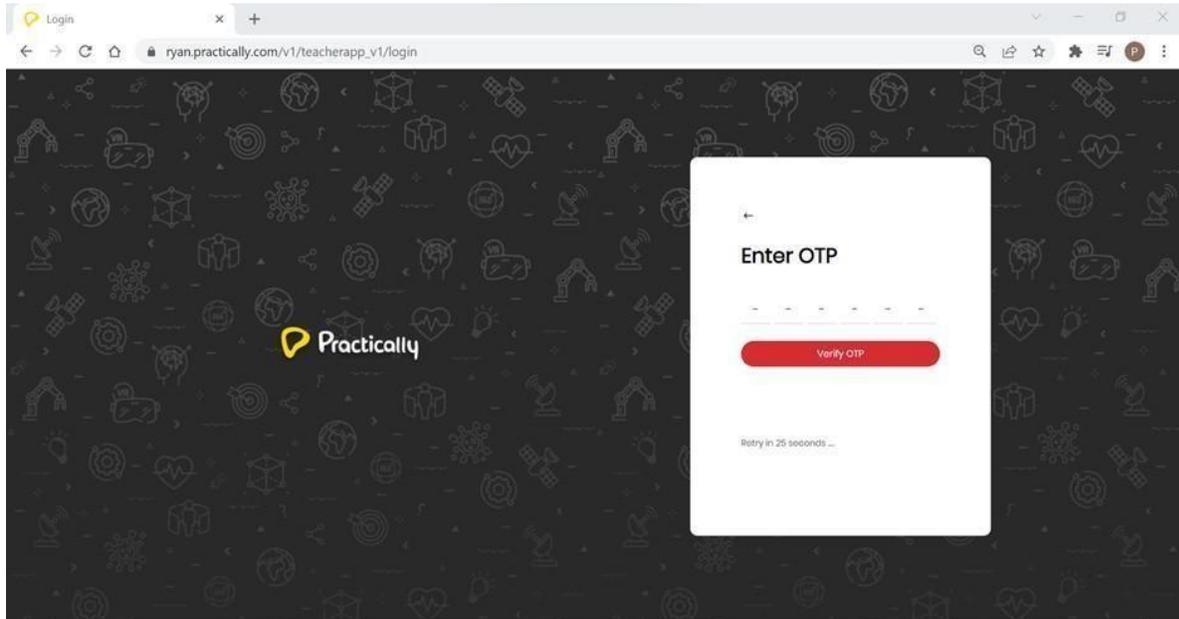 Login
ryan.practically.com/v1/teacherapp_v1/login
P
Practically
←
Enter OTP
– – – – – –
Verify OTP
Retry in 25 seconds ...